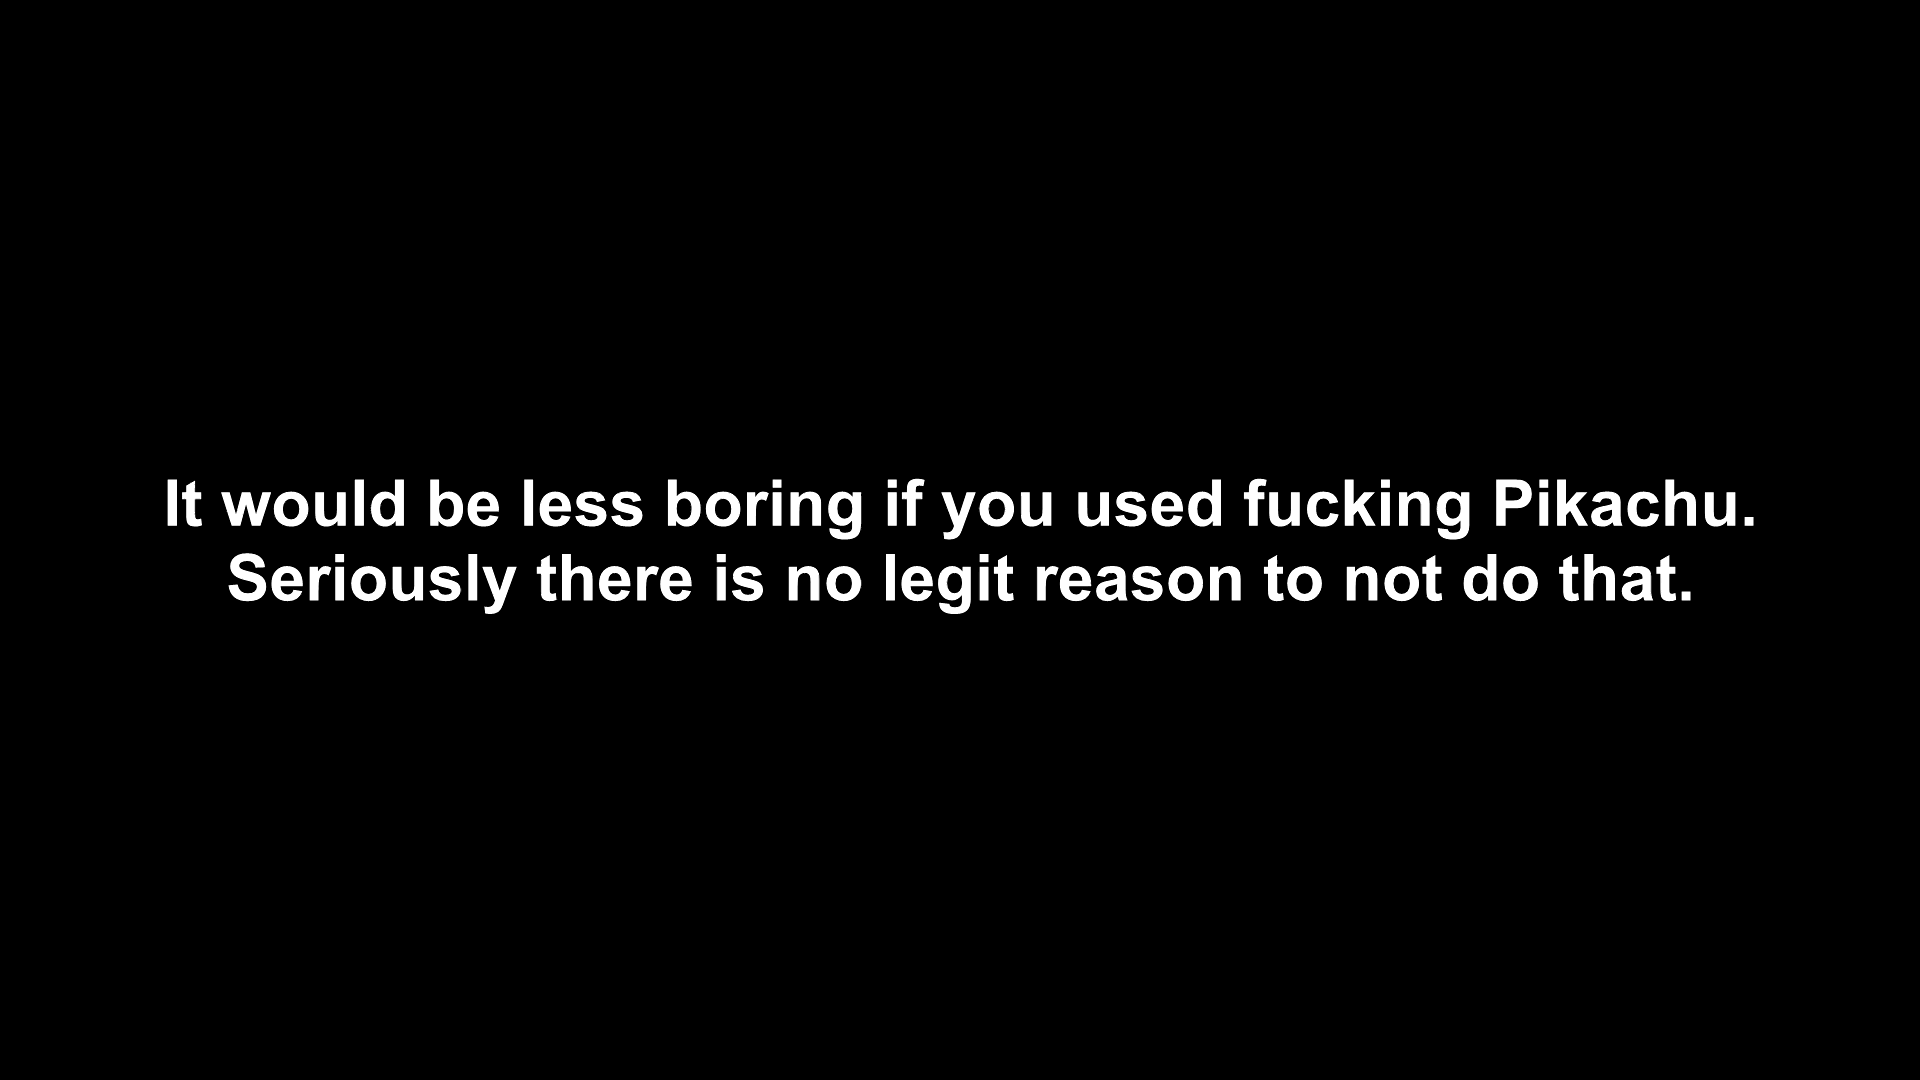 It would be less boring if you used fucking Pikachu.
Seriously there is no legit reason to not do that.